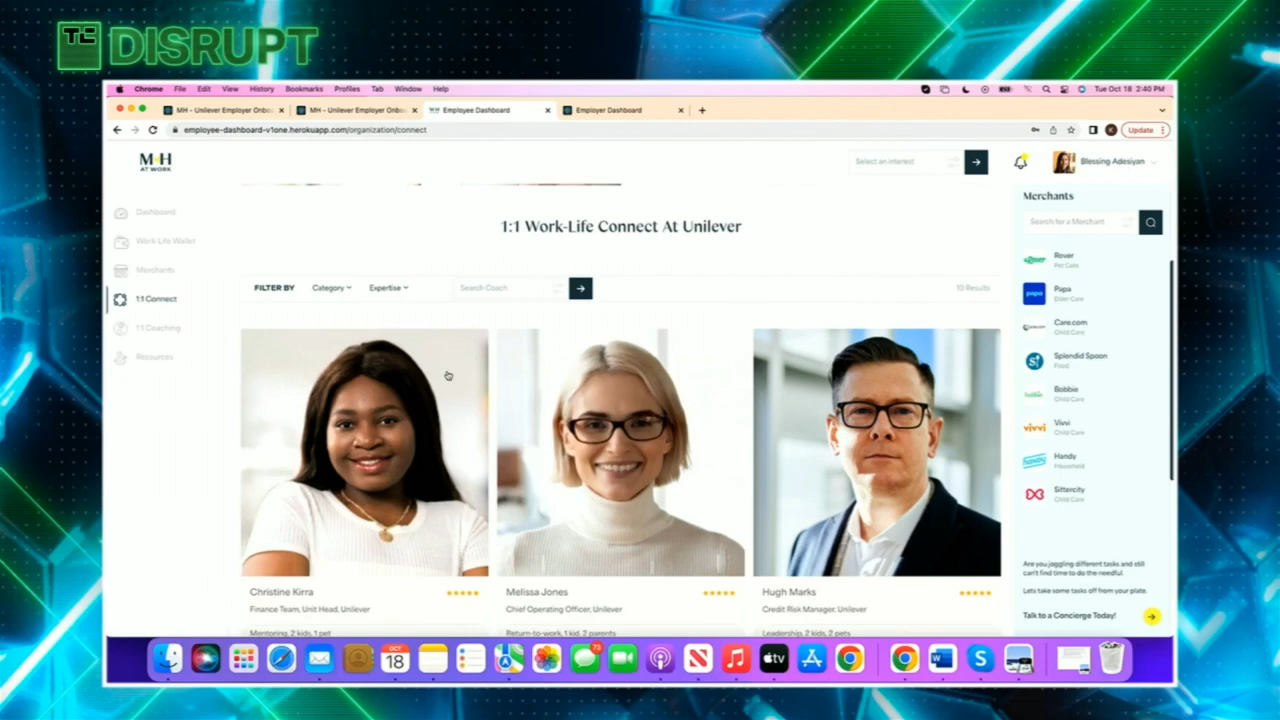 TC DISRUPT
Chrome File Edit View History Bookmarks Profiles Tab Window Help
Tue Oct 18 2:40 PM
MH - Unilever Employer Onbo
MH - Unilever Employer Onbo
Employee Dashboard
Employer Dashboard
employee-dashboard-v1one.herokuapp.com/organization/connect
Update
M H
AT WORK
Select an interest
Blessing Adesiyan
Dashboard
Work-Life Wallet
Merchants
1:1 Connect
1:1 Coaching
Resources
1:1 Work-Life Connect At Unilever
FILTER BY Category Expertise Search Coach
10 Results
Christine Kirra
Finance Team, Unit Head, Unilever
Mentoring, 2 kids, 1 pet
Melissa Jones
Chief Operating Officer, Unilever
Return-to-work, 1 kid, 2 parents
Hugh Marks
Credit Risk Manager, Unilever
Leadership, 2 kids, 2 pets
Merchants
Search for a Merchant
Rover
Pet Care
papa
Papa
Elder Care
Care.com
Child Care
Splendid Spoon
Food
Bobbie
Child Care
vivvi
Vivvi
Child Care
Handy
Household
Sittercity
Child Care
Are you juggling different tasks and still
can't find time to do the needful.
Lets take some tasks off from your plate.
Talk to a Concierge Today!
OCT
18
73
tv